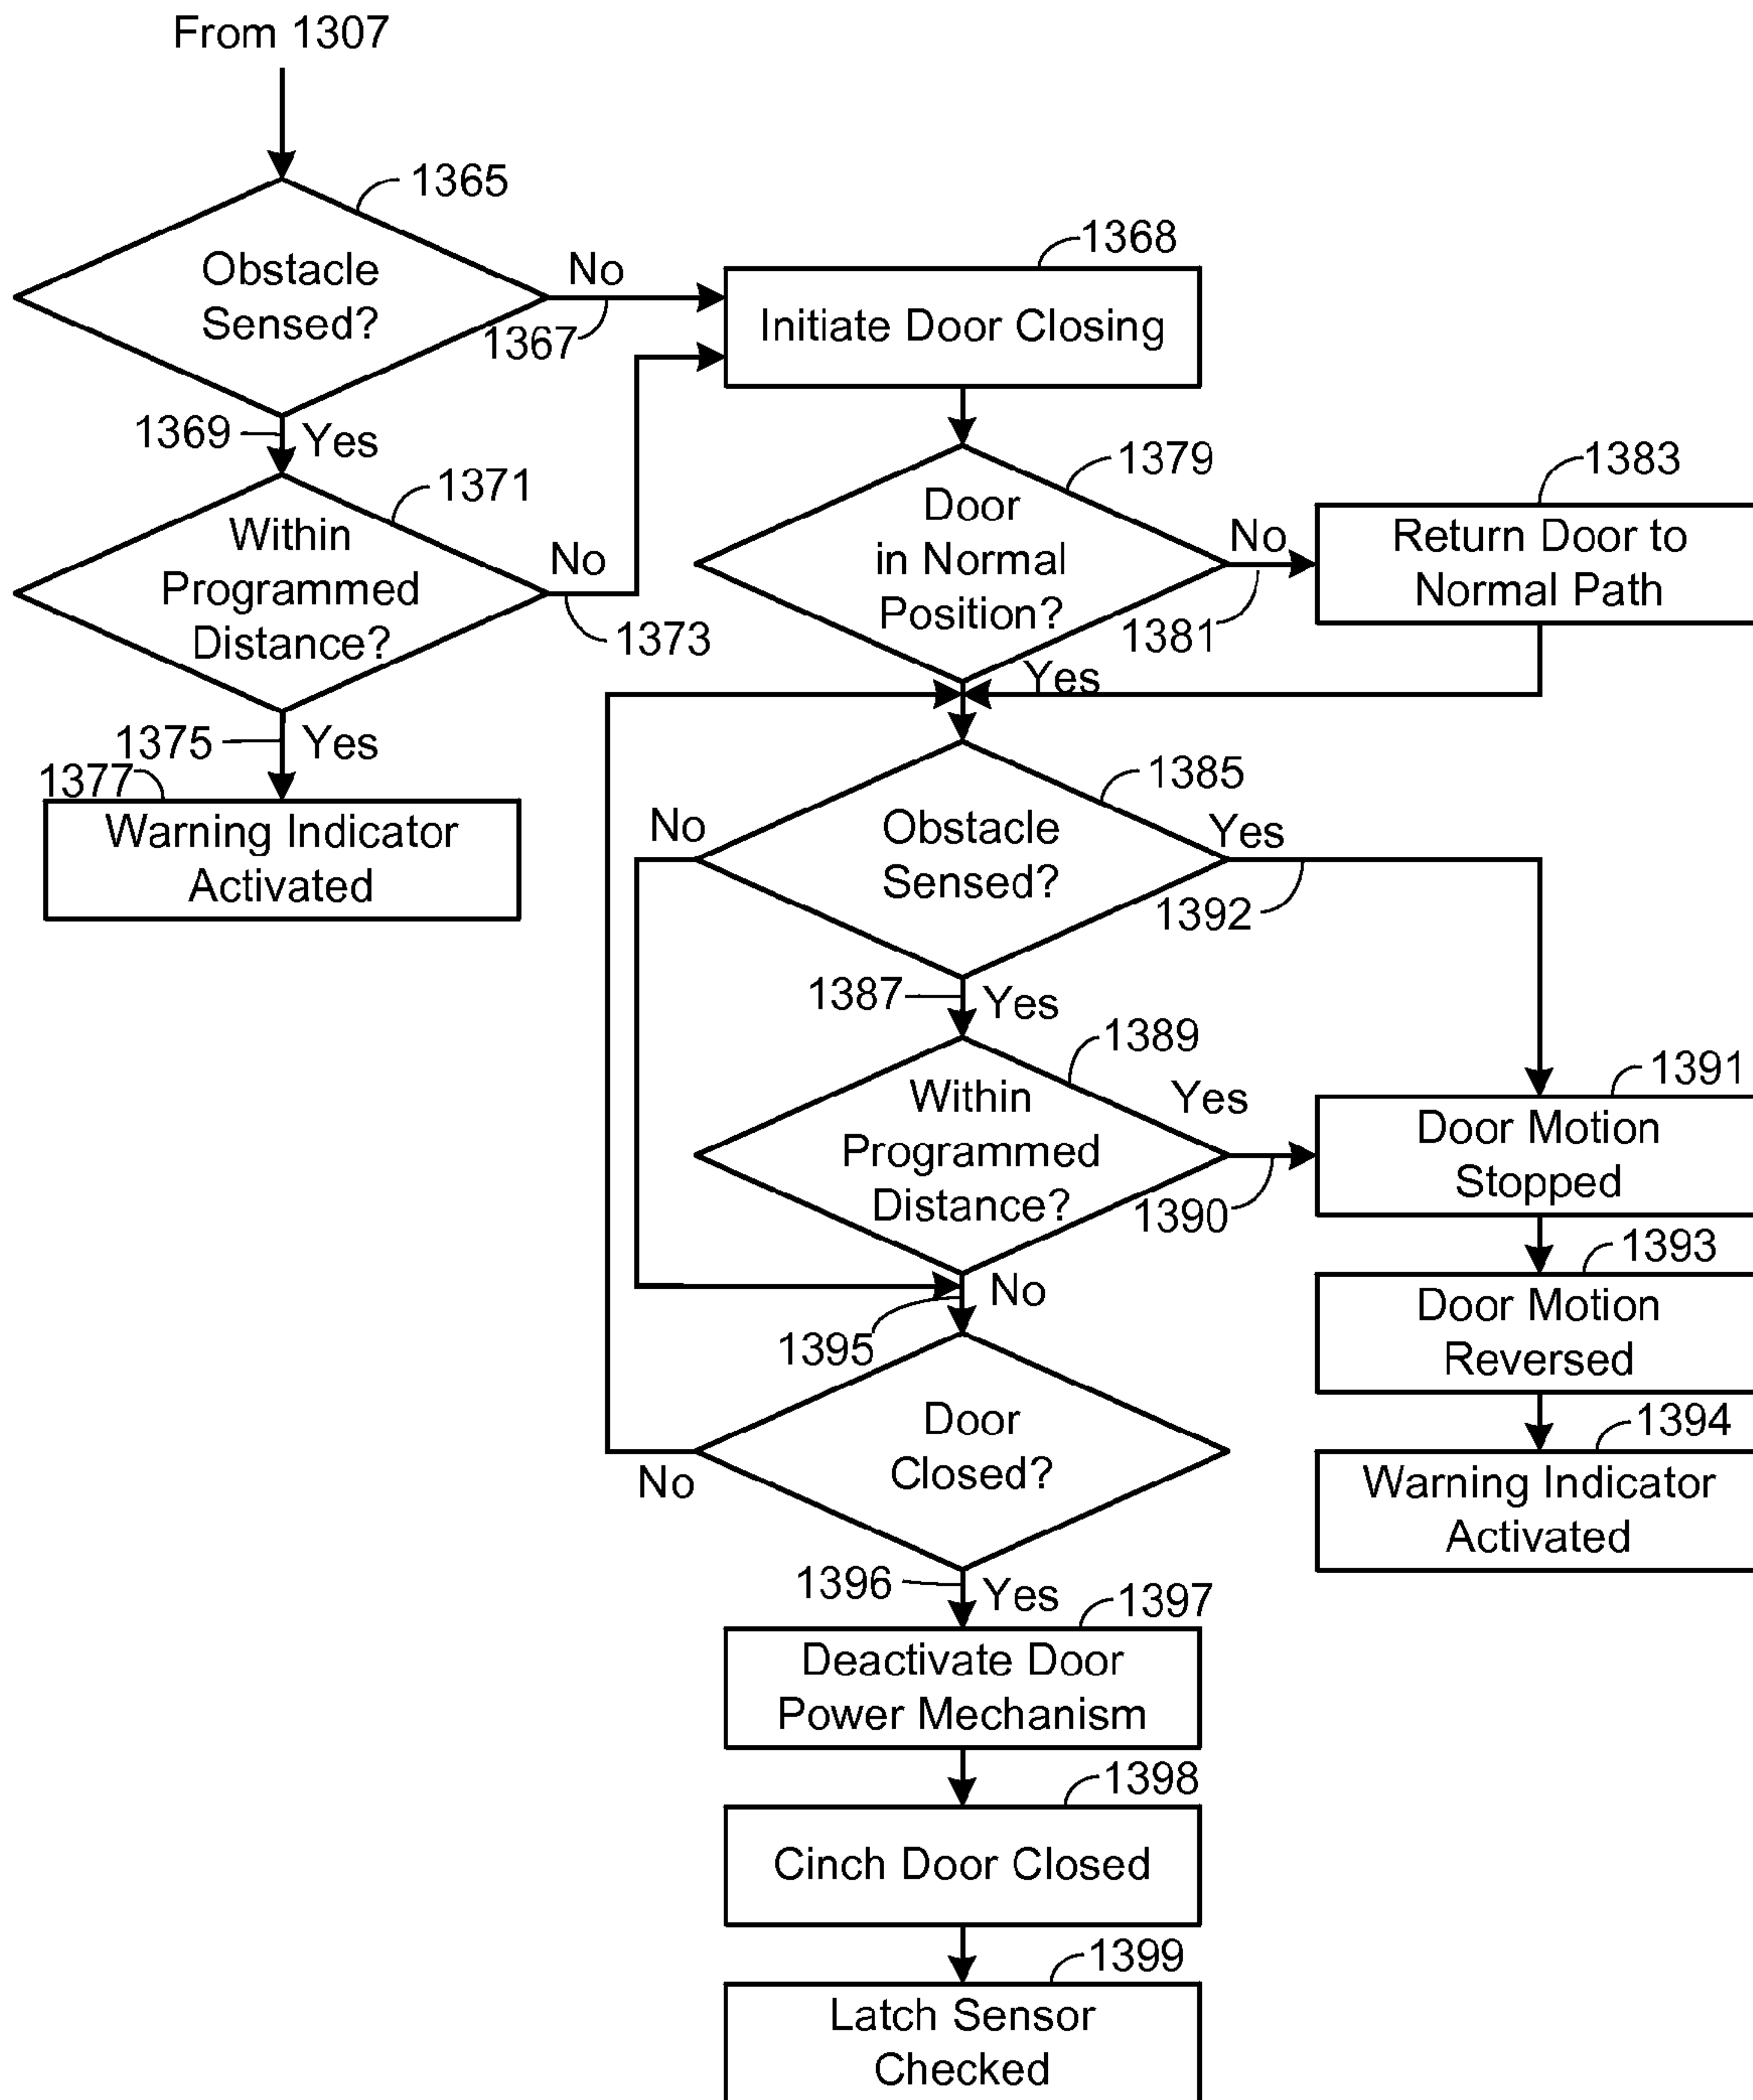 From 1307
1365
Obstacle
Sensed?
No
1367
1368
Initiate Door Closing
1369
Yes
1371
Within
Programmed
Distance?
No
1373
1375
Yes
1377
Warning Indicator
Activated
1379
Door
in Normal
Position?
No
1381
1383
Return Door to
Normal Path
Yes
1385
Obstacle
Sensed?
No
Yes
1392
1387
Yes
1389
Within
Programmed
Distance?
Yes
1390
1391
Door Motion
Stopped
1393
Door Motion
Reversed
1394
Warning Indicator
Activated
No
1395
Door
Closed?
No
1396
Yes
1397
Deactivate Door
Power Mechanism
1398
Cinch Door Closed
1399
Latch Sensor
Checked